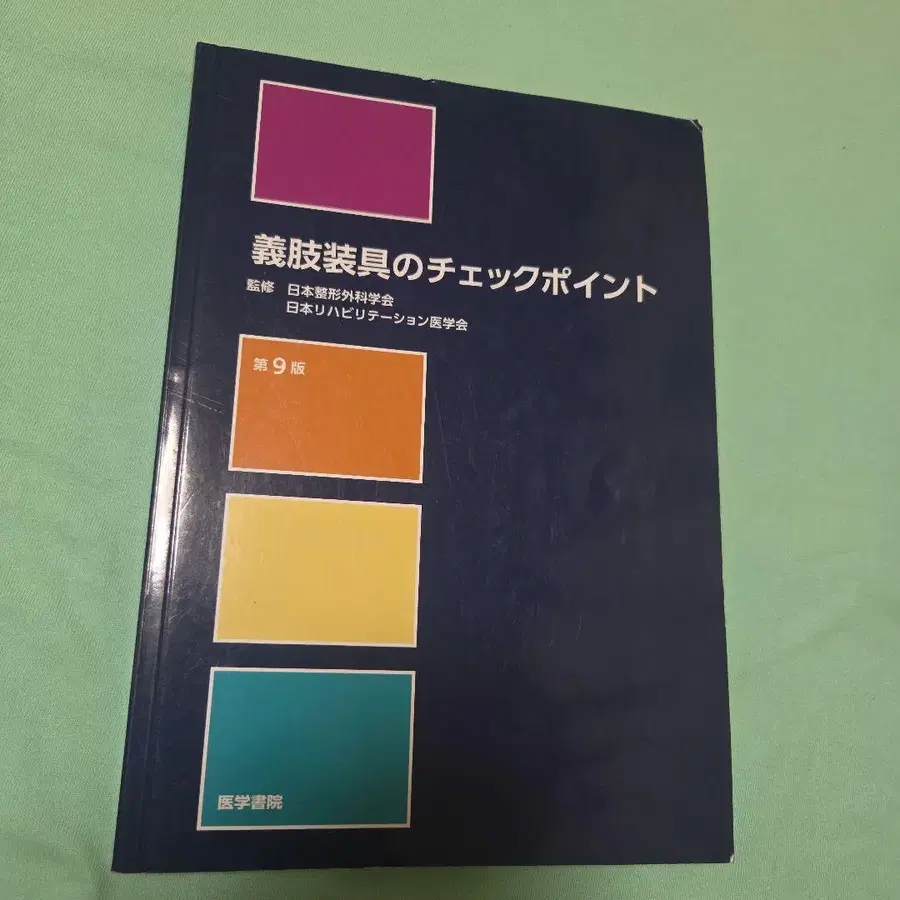 義肢装具のチェックポイント
監修 日本整形外科学会
日本リハビリテーション医学会
第9版
医学書院